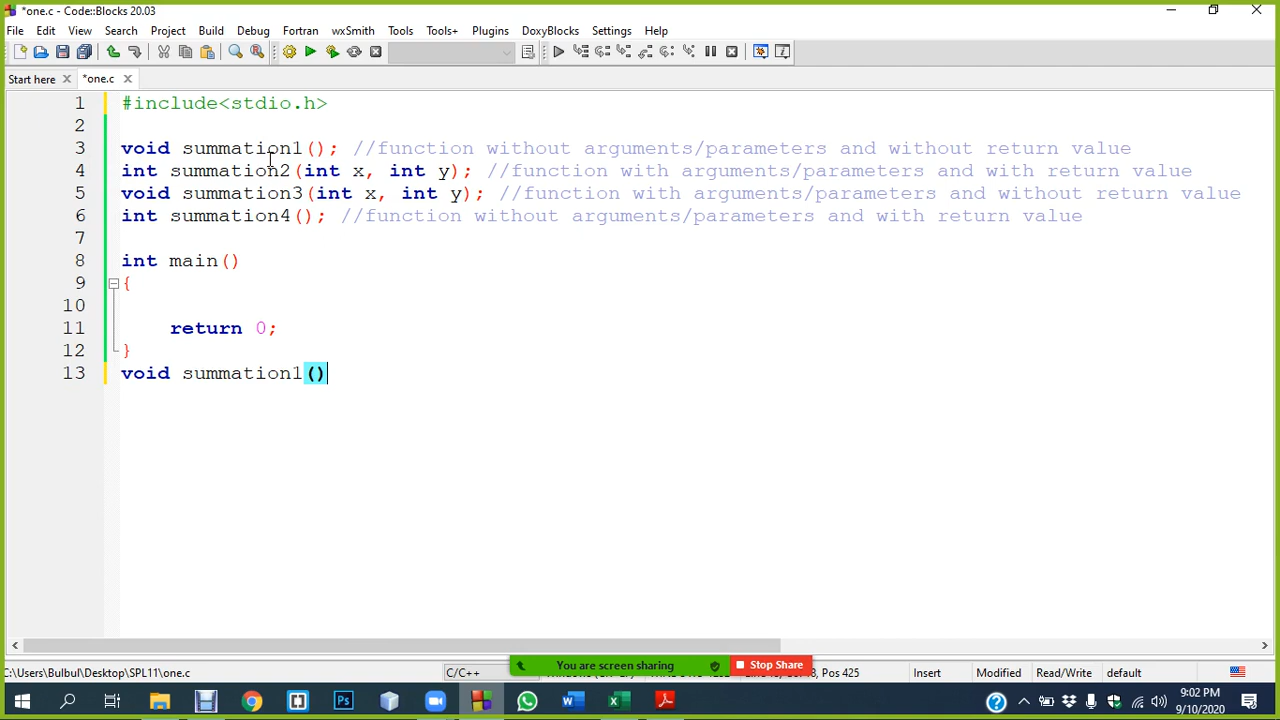 *one.c - Code::Blocks 20.03
File Edit View Search Project Build Debug Fortran wxSmith Tools Tools+ Plugins DoxyBlocks Settings Help
Start here *one.c
1 #include<stdio.h>
2
3 void summation1(); //function without arguments/parameters and without return value
4 int summation2(int x, int y); //function with arguments/parameters and with return value
5 void summation3(int x, int y); //function with arguments/parameters and without return value
6 int summation4(); //function without arguments/parameters and with return value
7
8 int main()
9 {
10
11 return 0;
12 }
13 void summation1()
You are screen sharing Stop Share
C:\Users\Bulbul\Desktop\SPL11\one.c C/C++ Pos 425 Insert Modified Read/Write default
9:02 PM
9/10/2020